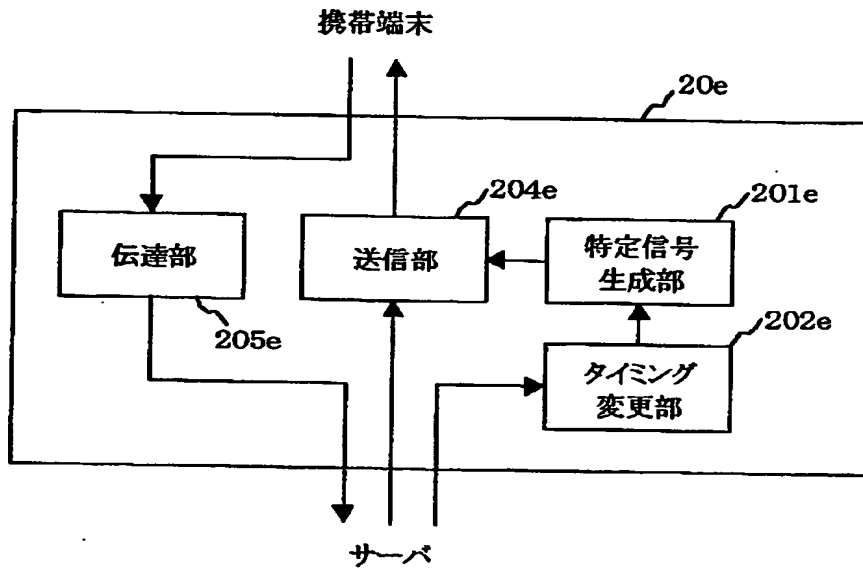 携帯端末
20e
204e
201e
伝達部
送信部
特定信号
生成部
205e
202e
タイミング
変更部
サーバ